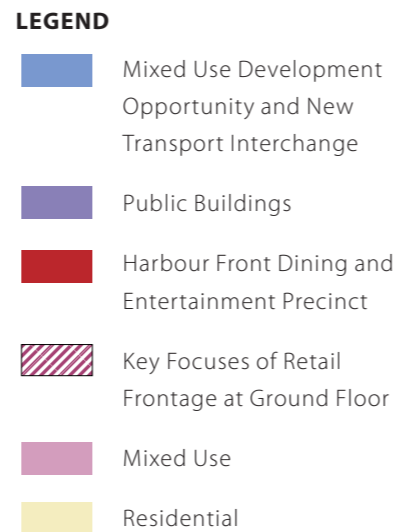 LEGEND
Mixed Use Development
Opportunity and New
Transport Interchange
Public Buildings
Harbour Front Dining and
Entertainment Precinct
Key Focuses of Retail
Frontage at Ground Floor
Mixed Use
Residential